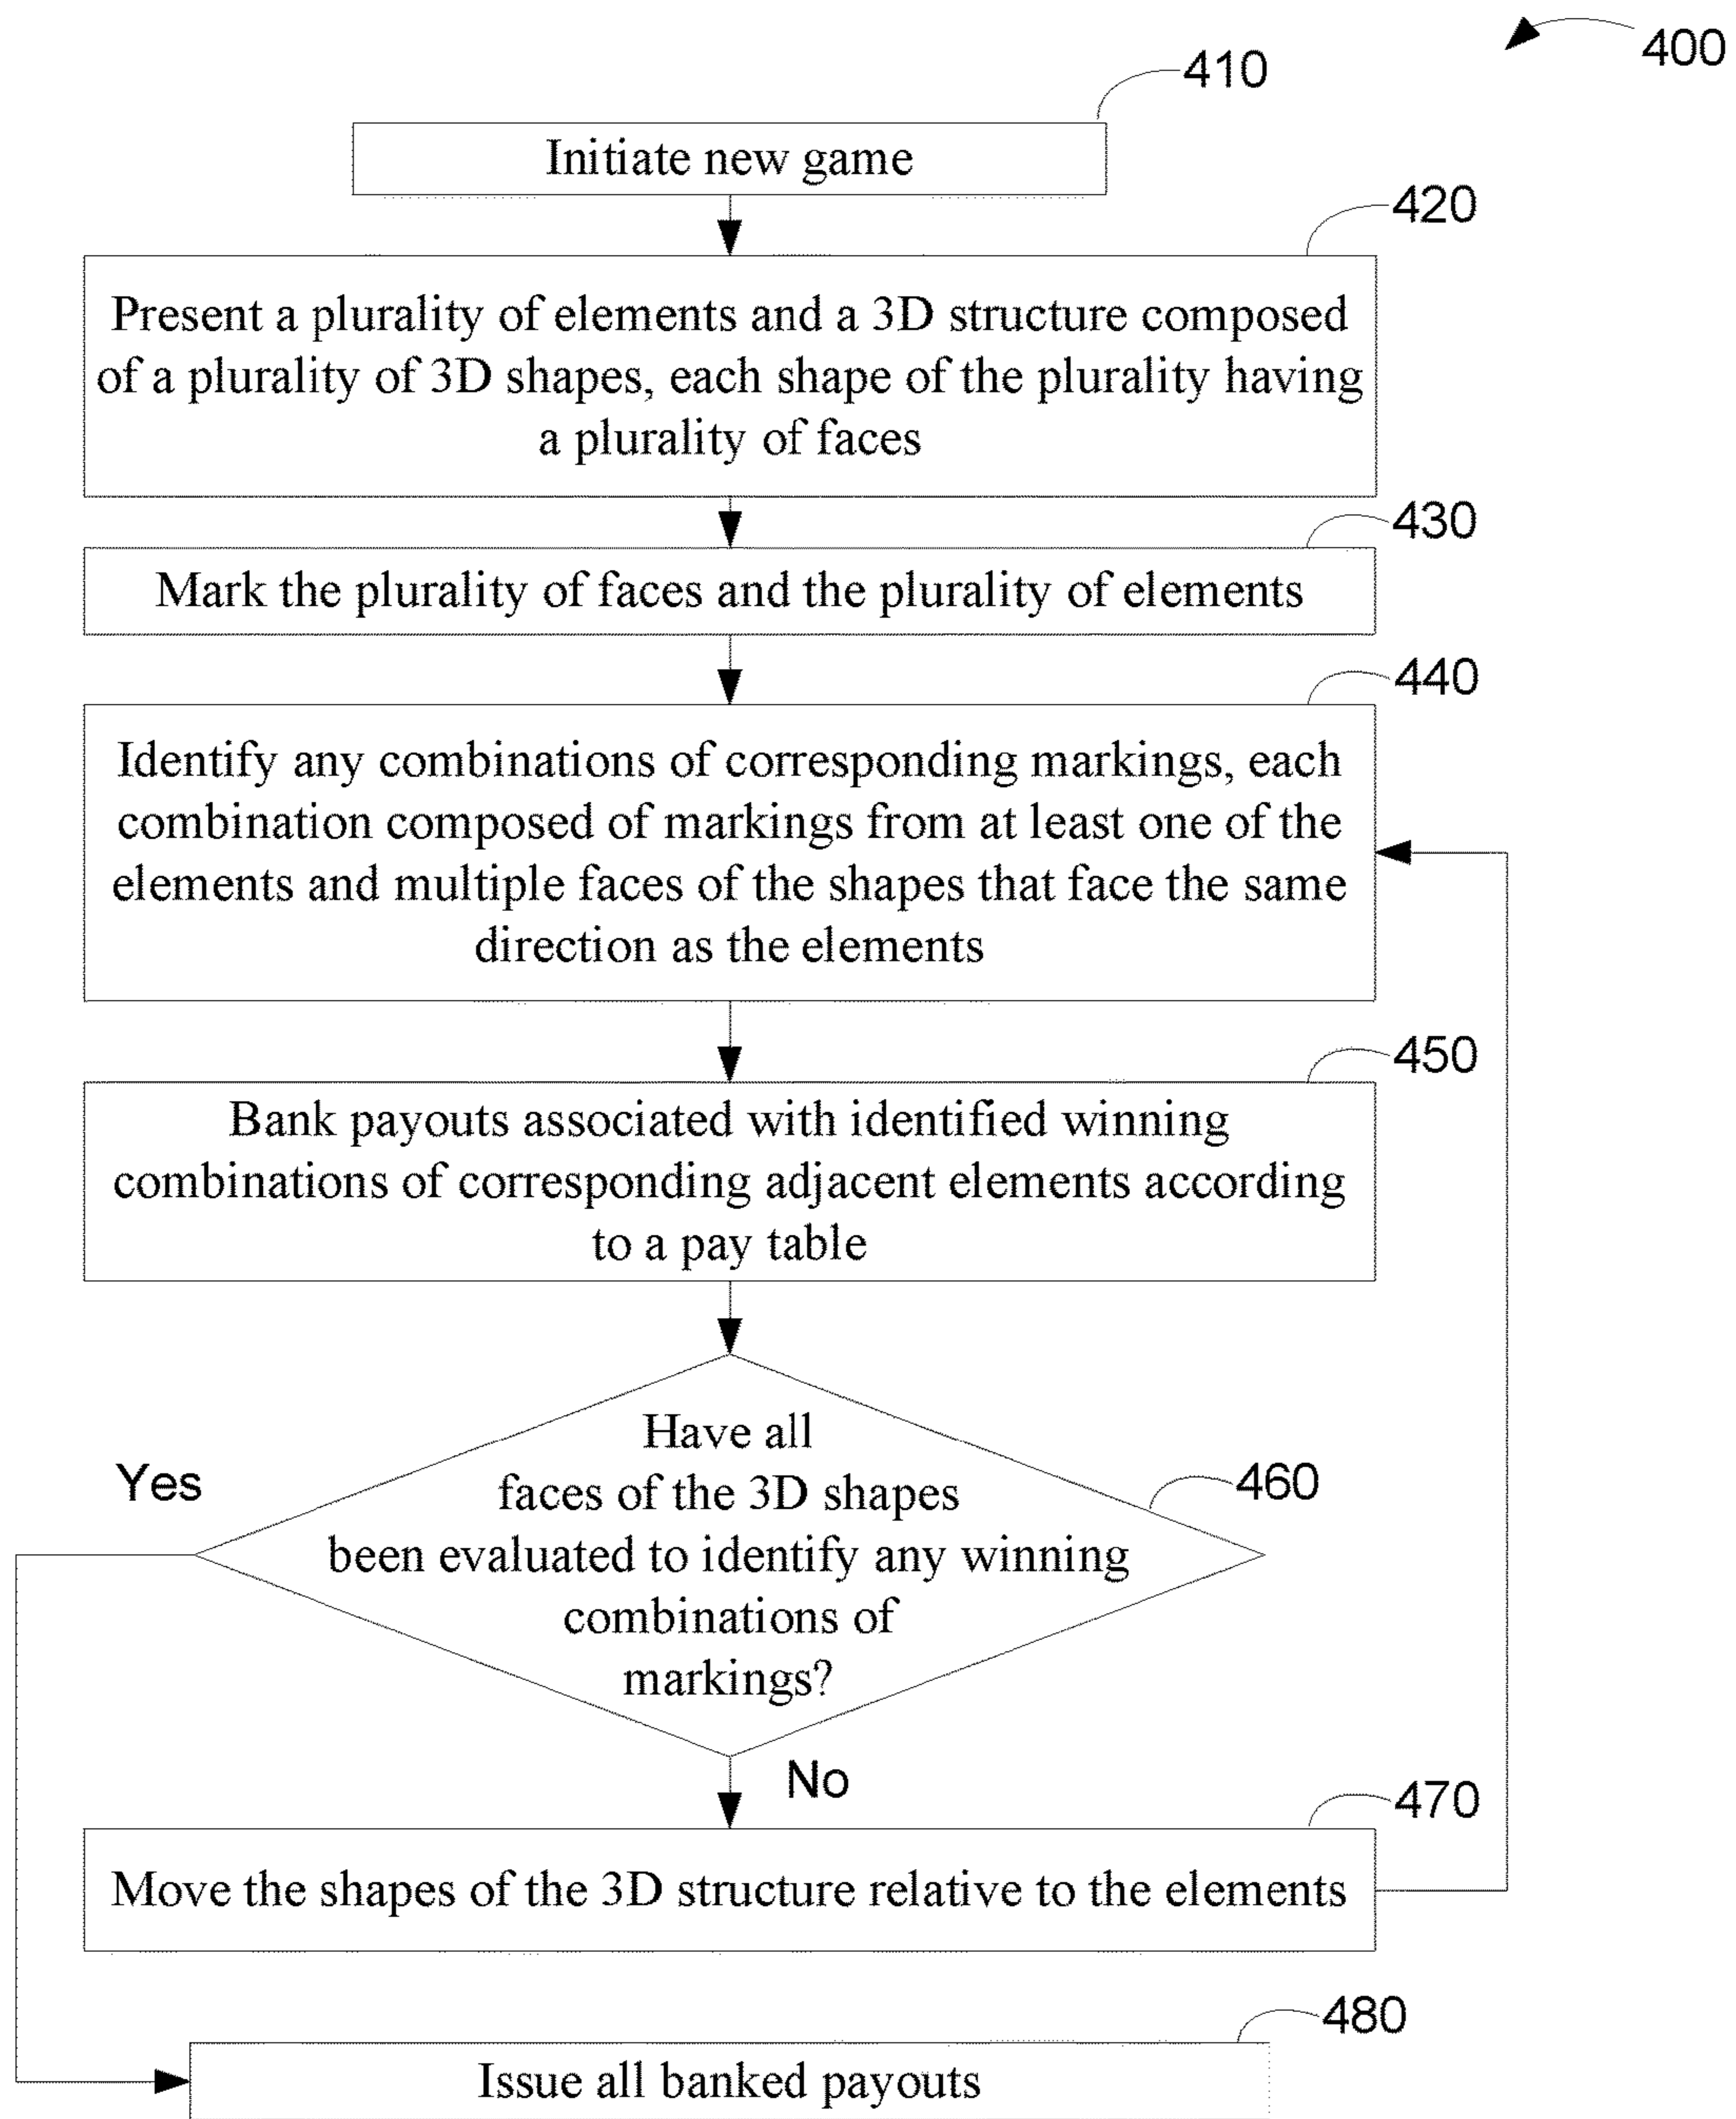 400
410
Initiate new game
420
Present a plurality of elements and a 3D structure composed
of a plurality of 3D shapes, each shape of the plurality having
a plurality of faces
430
Mark the plurality of faces and the plurality of elements
440
Identify any combinations of corresponding markings, each
combination composed of markings from at least one of the
elements and multiple faces of the shapes that face the same
direction as the elements
450
Bank payouts associated with identified winning
combinations of corresponding adjacent elements according
to a pay table
Have all
faces of the 3D shapes
been evaluated to identify any winning
combinations of
markings?
Yes
460
No
470
Move the shapes of the 3D structure relative to the elements
480
Issue all banked payouts